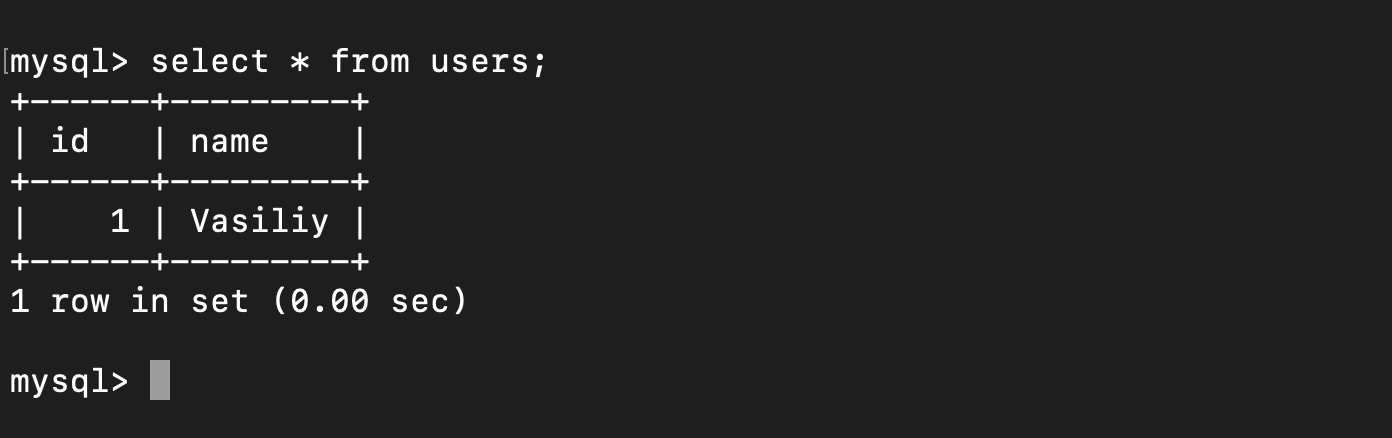 mysql> select * from users;
+------+---------+
| id   | name    |
+------+---------+
|    1 | Vasiliy |
+------+---------+
1 row in set (0.00 sec)
mysql>